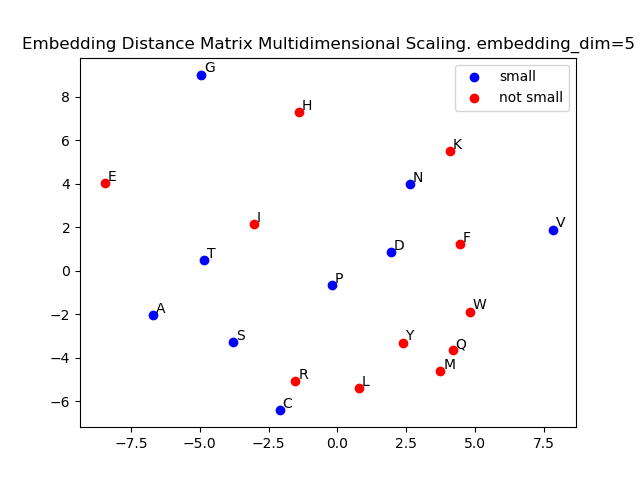 Embedding Distance Matrix Multidimensional Scaling. embedding_dim=5
small
not small
G
H
K
E
N
I
V
F
D
T
P
A
W
S
Y
Q
M
R
L
C
8
6
4
2
0
−2
−4
−6
−7.5 −5.0 −2.5 0.0 2.5 5.0 7.5